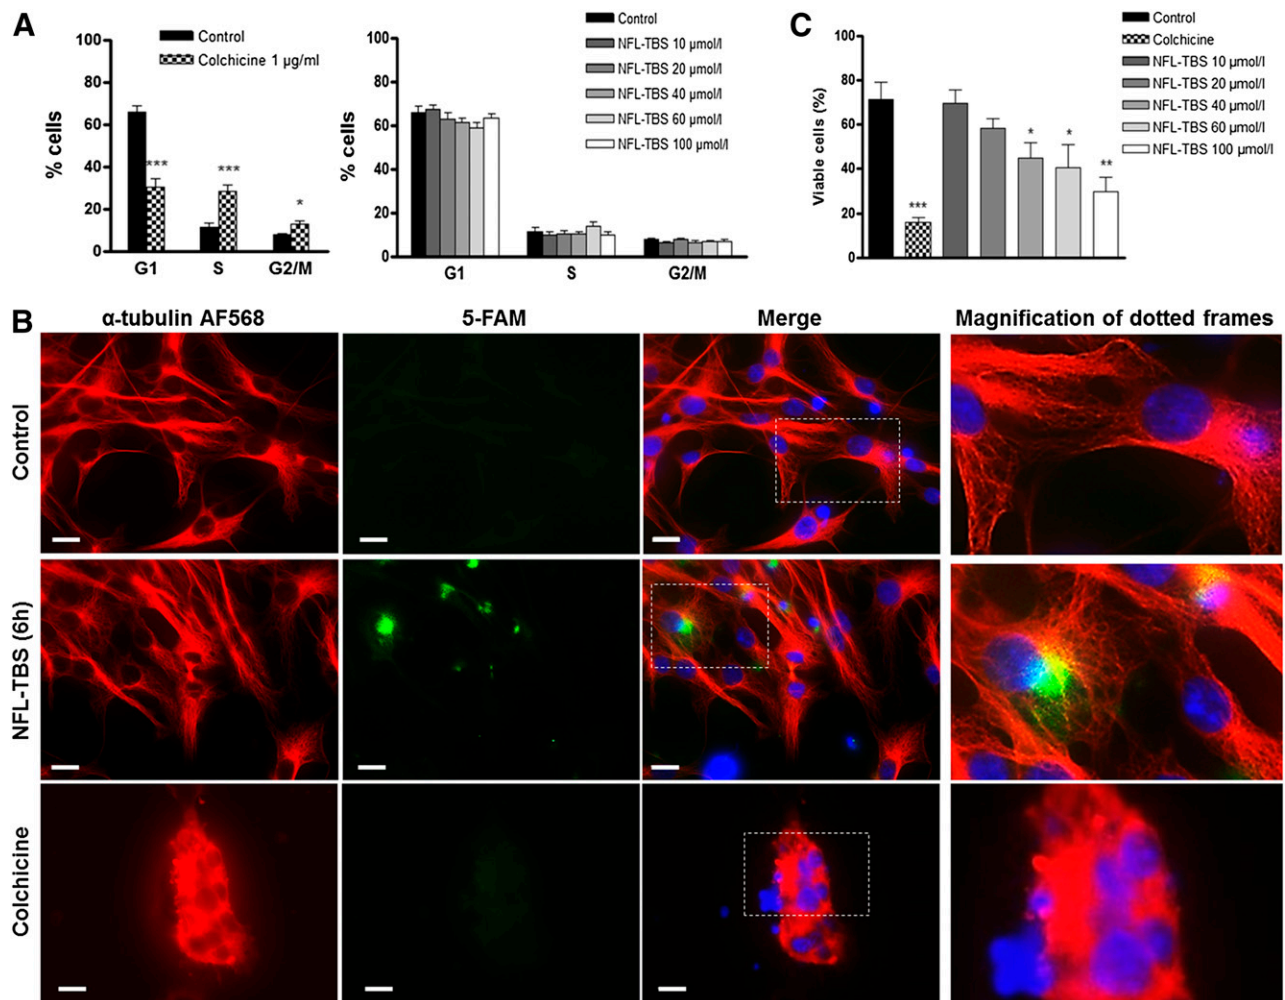 A
Control
Colchicine 1 µg/ml
% cells
100
80
60
40
20
0
***
***
*
G1 S G2/M
Control
NFL-TBS 10 µmol/l
NFL-TBS 20 µmol/l
NFL-TBS 40 µmol/l
NFL-TBS 60 µmol/l
NFL-TBS 100 µmol/l
% cells
100
80
60
40
20
0
G1 S G2/M
C
Control
Colchicine
NFL-TBS 10 µmol/l
NFL-TBS 20 µmol/l
NFL-TBS 40 µmol/l
NFL-TBS 60 µmol/l
NFL-TBS 100 µmol/l
Viable cells (%)
100
80
60
40
20
0
***
*
*
**
B
α-tubulin AF568 5-FAM Merge Magnification of dotted frames
Control
NFL-TBS (6h)
Colchicine